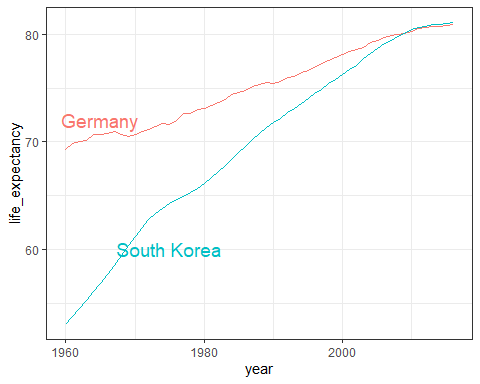 80
70
60
life_expectancy
Germany
South Korea
1960 1980 2000
year